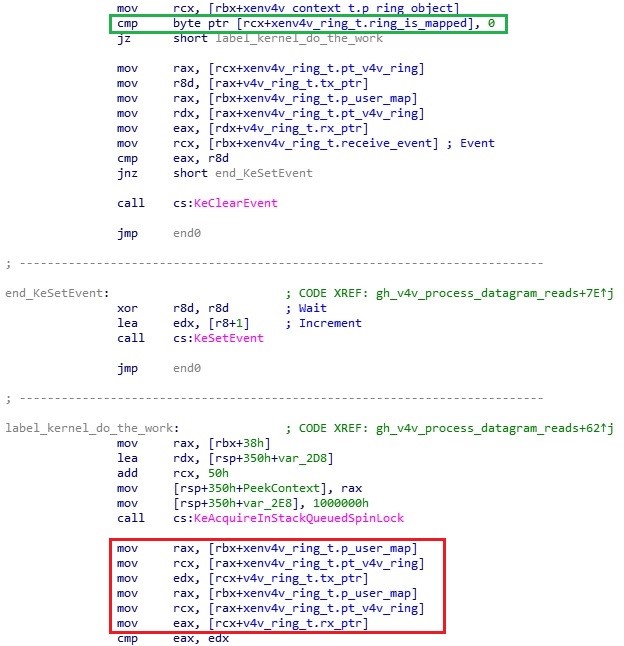 mov rcx, [rbx+xenv4v_context_t.p_ring_object]
cmp byte ptr [rcx+xenv4v_ring_t.ring_is_mapped], 0
jz short label_kernel_do_the_work
mov rax, [rcx+xenv4v_ring_t.pt_v4v_ring]
mov r8d, [rax+v4v_ring_t.tx_ptr]
mov rax, [rbx+xenv4v_ring_t.p_user_map]
mov rdx, [rax+xenv4v_ring_t.pt_v4v_ring]
mov eax, [rdx+v4v_ring_t.rx_ptr]
mov rcx, [rbx+xenv4v_ring_t.receive_event] ; Event
cmp eax, r8d
jnz short end_KeSetEvent
call cs:KeClearEvent
jmp end0
; ---------------------------------------------------------------------------
end_KeSetEvent: ; CODE XREF: gh_v4v_process_datagram_reads+7E↑j
xor r8d, r8d ; Wait
lea edx, [r8+1] ; Increment
call cs:KeSetEvent
jmp end0
; ---------------------------------------------------------------------------
label_kernel_do_the_work: ; CODE XREF: gh_v4v_process_datagram_reads+62↑j
mov rax, [rbx+38h]
lea rdx, [rsp+350h+var_2D8]
add rcx, 50h
mov [rsp+350h+PeekContext], rax
mov [rsp+350h+var_2E8], 1000000h
call cs:KeAcquireInStackQueuedSpinLock
mov rax, [rbx+xenv4v_ring_t.p_user_map]
mov rcx, [rax+xenv4v_ring_t.pt_v4v_ring]
mov edx, [rcx+v4v_ring_t.tx_ptr]
mov rax, [rbx+xenv4v_ring_t.p_user_map]
mov rcx, [rax+xenv4v_ring_t.pt_v4v_ring]
mov eax, [rcx+v4v_ring_t.rx_ptr]
cmp eax, edx